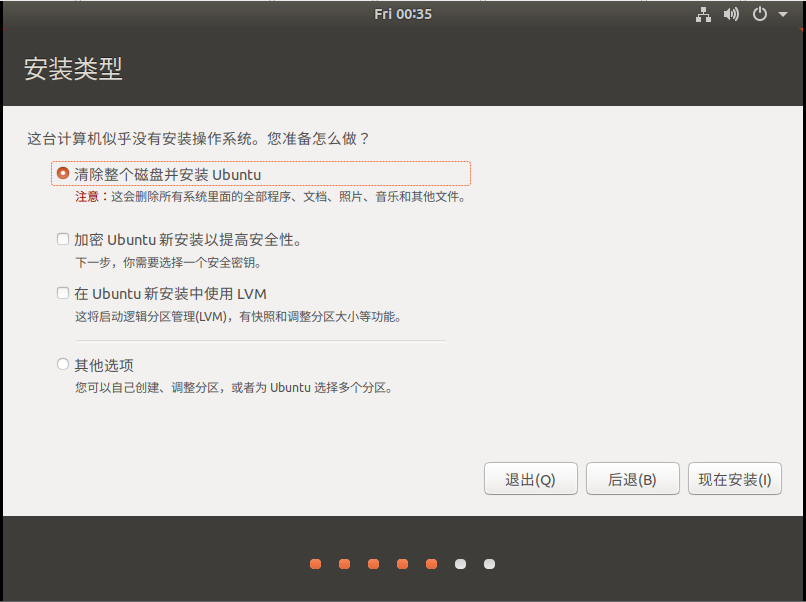 Fri 00:35
安装类型
这台计算机似乎没有安装操作系统。您准备怎么做？
清除整个磁盘并安装 Ubuntu
注意：这会删除所有系统里面的全部程序、文档、照片、音乐和其他文件。
加密 Ubuntu 新安装以提高安全性。
下一步，你需要选择一个安全密钥。
在 Ubuntu 新安装中使用 LVM
这将启动逻辑分区管理(LVM)，有快照和调整分区大小等功能。
其他选项
您可以自己创建、调整分区，或者为 Ubuntu 选择多个分区。
退出(Q) 后退(B) 现在安装(I)